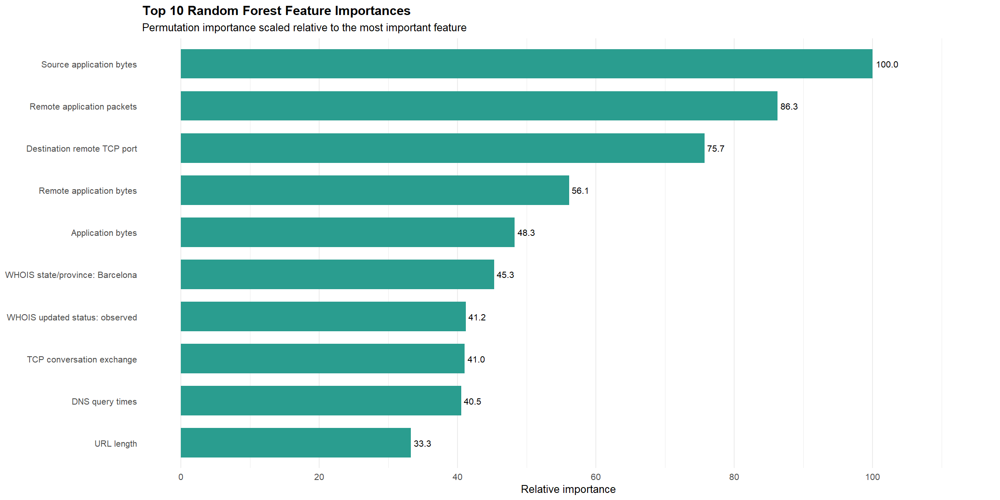 Top 10 Random Forest Feature Importances
Permutation importance scaled relative to the most important feature
Source application bytes 100.0
Remote application packets 86.3
Destination remote TCP port 75.7
Remote application bytes 56.1
Application bytes 48.3
WHOIS state/province: Barcelona 45.3
WHOIS updated status: observed 41.2
TCP conversation exchange 41.0
DNS query times 40.5
URL length 33.3
0 20 40 60 80 100
Relative importance